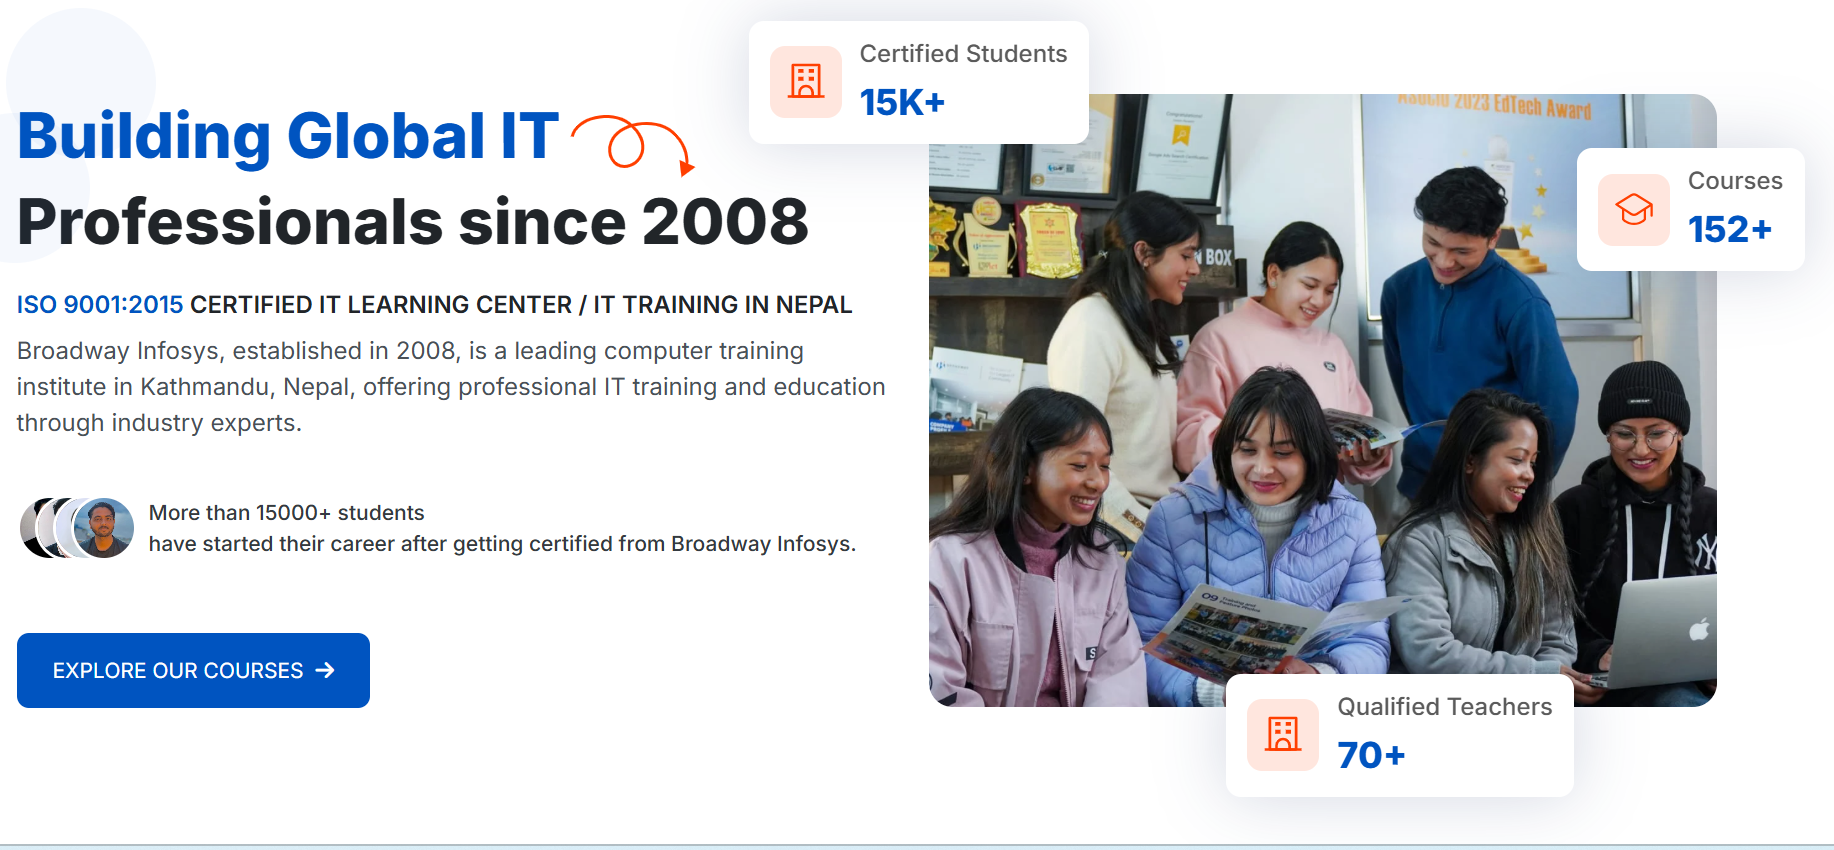 Building Global IT
Professionals since 2008
ISO 9001:2015 CERTIFIED IT LEARNING CENTER / IT TRAINING IN NEPAL
Broadway Infosys, established in 2008, is a leading computer training
institute in Kathmandu, Nepal, offering professional IT training and education
through industry experts.
More than 15000+ students
have started their career after getting certified from Broadway Infosys.
EXPLORE OUR COURSES
Certified Students
15K+
2023 EdTech Award
Courses
152+
BOX
09 Training and
Qualified Teachers
70+